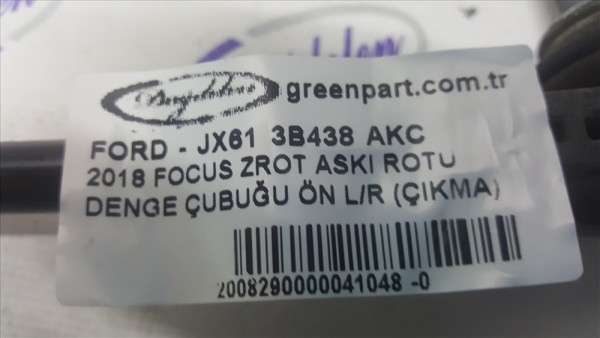 greenpart.com.tr
FORD - JX61 3B438 AKC
2018 FOCUS ZROT ASKI ROTU
DENGE ÇUBUĞU ÖN L/R (ÇIKMA)
2008290000041048 -0